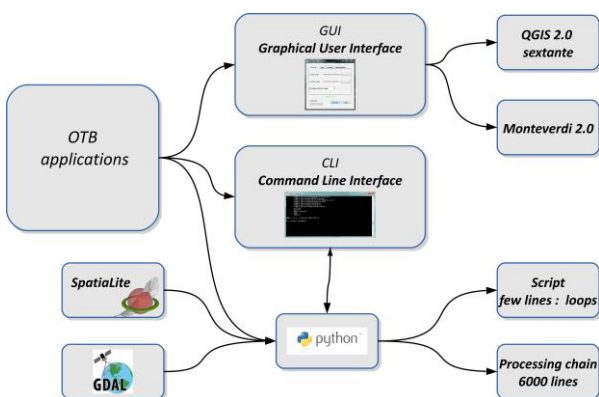 GUI
Graphical User Interface
QGIS 2.0
sextante
OTB
applications
Monteverdi 2.0
CLI
Command Line Interface
SpatiaLite
Script
few lines : loops
python
GDAL
Processing chain
6000 lines